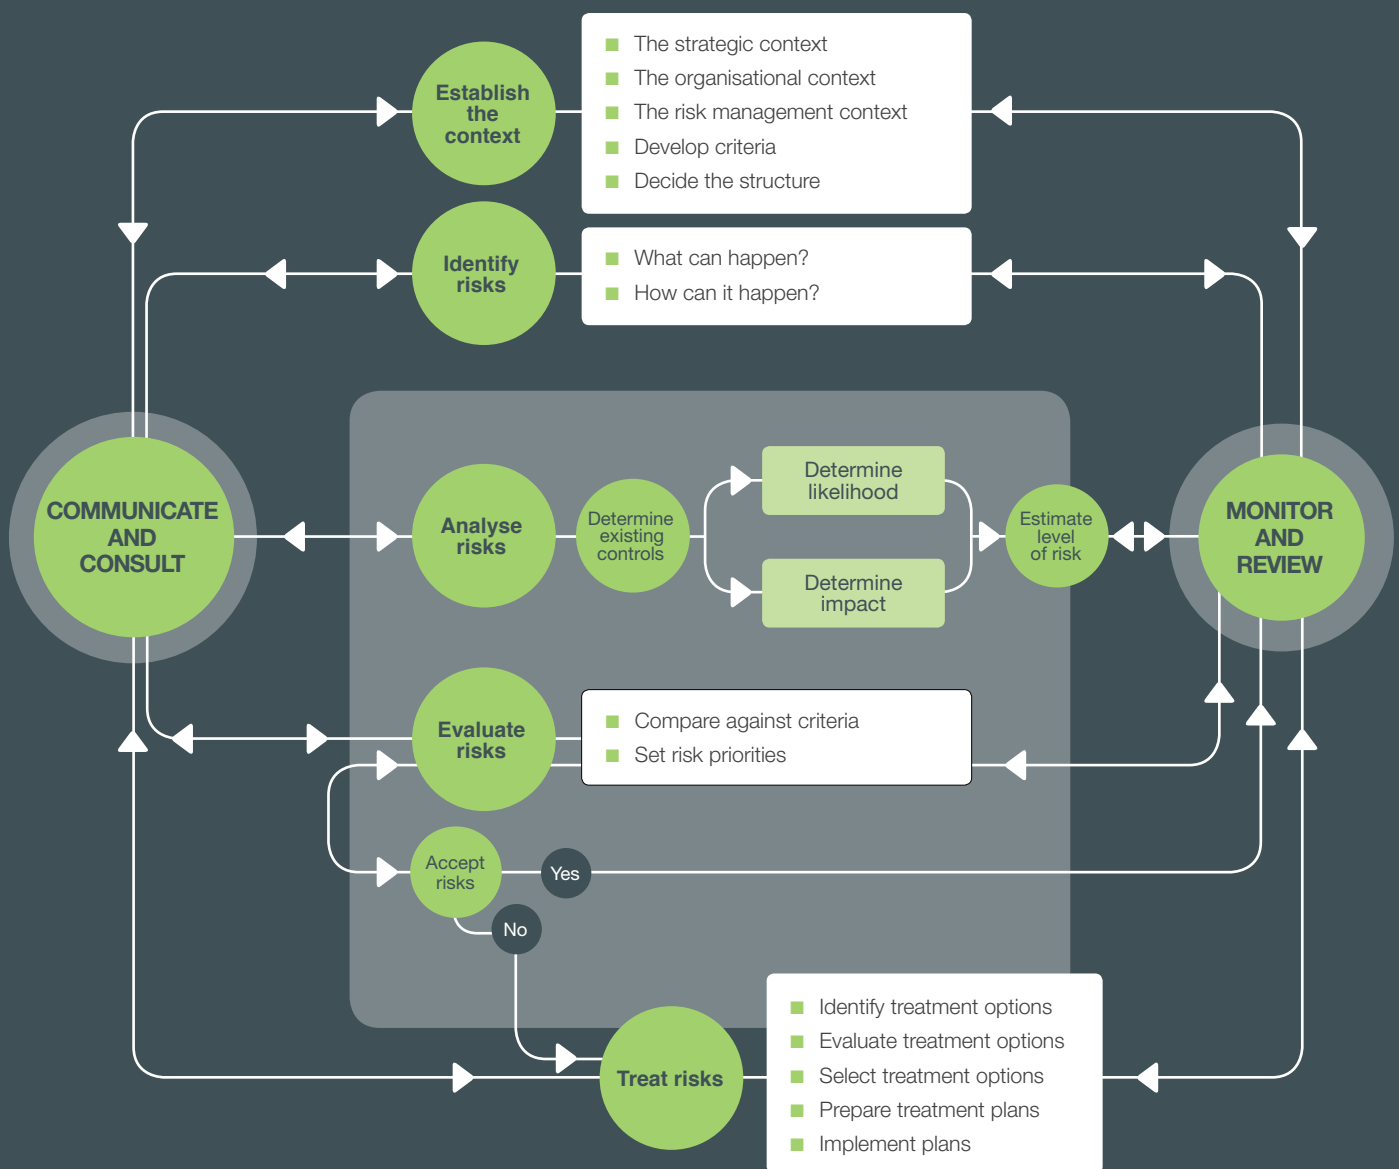 Establish
the
context
The strategic context
The organisational context
The risk management context
Develop criteria
Decide the structure
Identify
risks
What can happen?
How can it happen?
COMMUNICATE
AND
CONSULT
Analyse
risks
Determine
existing
controls
Determine
likelihood
Determine
impact
Estimate
level
of risk
MONITOR
AND
REVIEW
Evaluate
risks
Compare against criteria
Set risk priorities
Accept
risks
Yes
No
Treat risks
Identify treatment options
Evaluate treatment options
Select treatment options
Prepare treatment plans
Implement plans